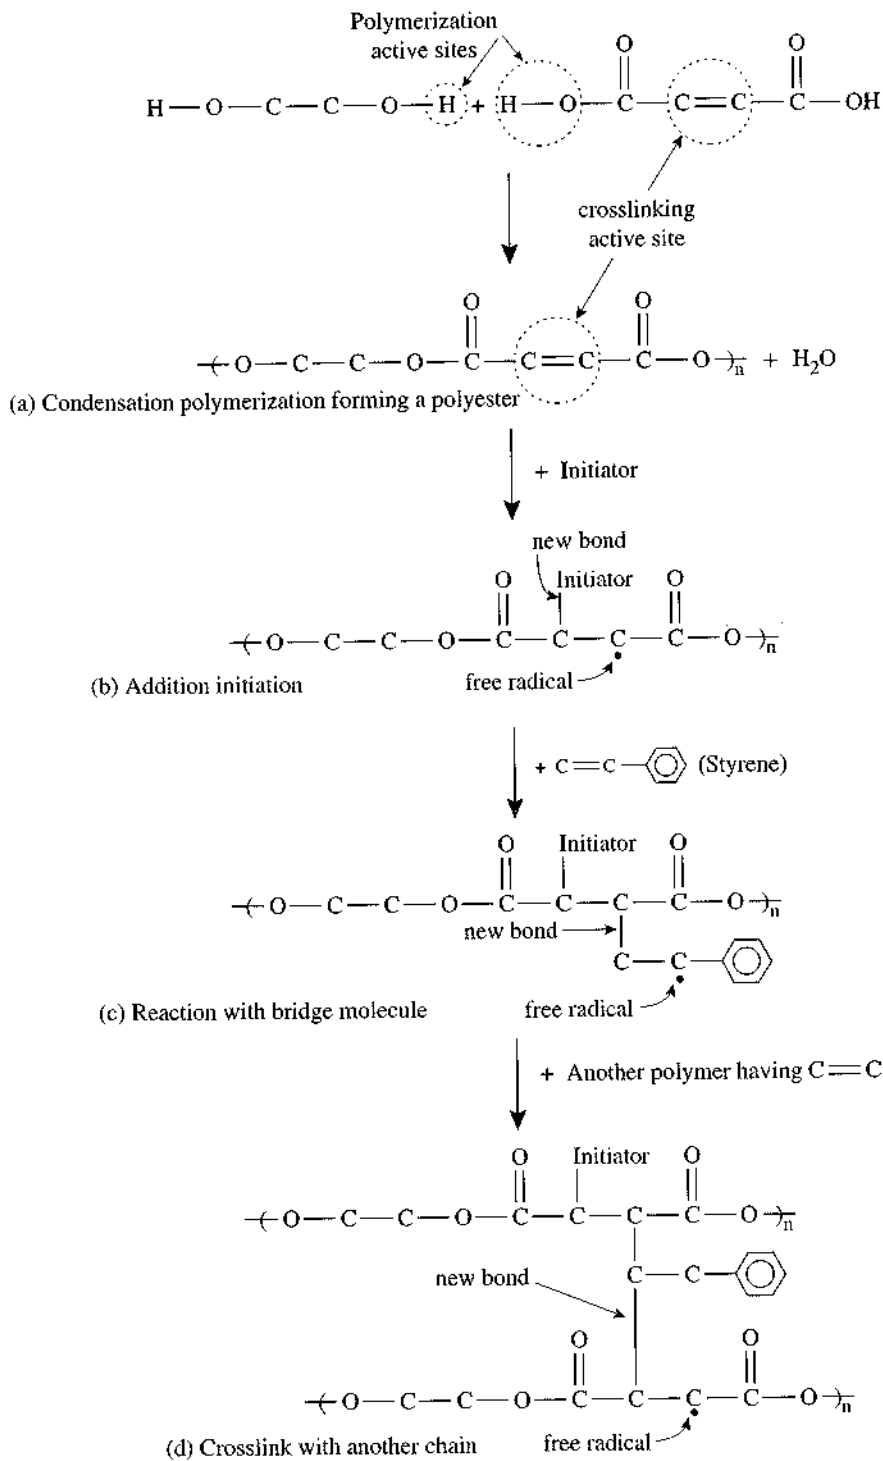 Polymerization
active sites
O
O
H—O—C—C—O—H + H—O—C—C=C—C—OH
crosslinking
active site
O
O
(O—C—C—O—C—C=C—C—O)n + H2O
(a) Condensation polymerization forming a polyester
+ Initiator
new bond
O
Initiator
O
(O—C—C—O—C—C—C—C—O)n
(b) Addition initiation
free radical
+ C=C— (Styrene)
O
Initiator
O
(O—C—C—O—C—C—C—C—O)n
new bond
C—C—
(c) Reaction with bridge molecule
free radical
+ Another polymer having C=C
O
Initiator
O
(O—C—C—O—C—C—C—C—O)n
new bond
C—C—
O
O
(O—C—C—O—C—C—C—C—O)n
(d) Crosslink with another chain
free radical